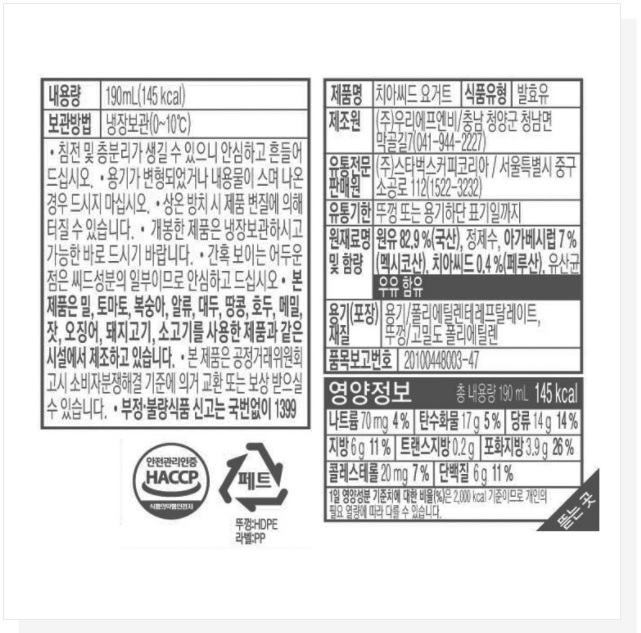 내용량 190mL(145 kcal)
보관방법 냉장보관(0~10℃)
• 침전 및 층분리가 생길 수 있으니 안심하고 흔들어
드십시오. • 용기가 변형되었거나 내용물이 스며 나온
경우 드시지 마십시오. • 상온 방치 시 제품 변질에 의해
터질 수 있습니다. • 개봉한 제품은 냉장보관하시고
가능한 바로 드시기 바랍니다. • 간혹 보이는 어두운
점은 씨드성분의 일부이므로 안심하고 드십시오 • 본
제품은 밀, 토마토, 복숭아, 알류, 대두, 땅콩, 호두, 메밀,
잣, 오징어, 돼지고기, 소고기를 사용한 제품과 같은
시설에서 제조하고 있습니다. • 본 제품은 공정거래위원회
고시 소비자분쟁해결 기준에 의거 교환 또는 보상 받으실
수 있습니다. • 부정·불량식품 신고는 국번없이 1399
안전관리인증
HACCP
식품의약품안전처
페트
뚜껑:HDPE
라벨:PP
제품명 치아씨드 요거트 식품유형 발효유
제조원 (주)우리에프엔비/충남 청양군 청남면
막골길7(041-944-2277)
유통전문 (주)스타벅스커피코리아 / 서울특별시 중구
판매원 소공로 112(1522-3232)
유통기한 뚜껑 또는 용기하단 표기일까지
원재료명 원유 82.9%(국산), 정제수, 아가베시럽 7%
및 함량 (멕시코산), 치아씨드 0.4%(페루산), 유산균
우유 함유
용기(포장) 용기/폴리에틸렌테레프탈레이트,
재질 뚜껑/고밀도 폴리에틸렌
품목보고번호 20100448003-47
영양정보 총 내용량 190 mL 145 kcal
나트륨 70 mg 4% 탄수화물 17 g 5% 당류 14 g 14%
지방 6 g 11% 트랜스지방 0.2 g 포화지방 3.9 g 26%
콜레스테롤 20 mg 7% 단백질 6 g 11%
1일 영양성분 기준치에 대한 비율(%)은 2,000 kcal 기준이므로 개인의
필요 열량에 따라 다를 수 있습니다.
뜯는 곳